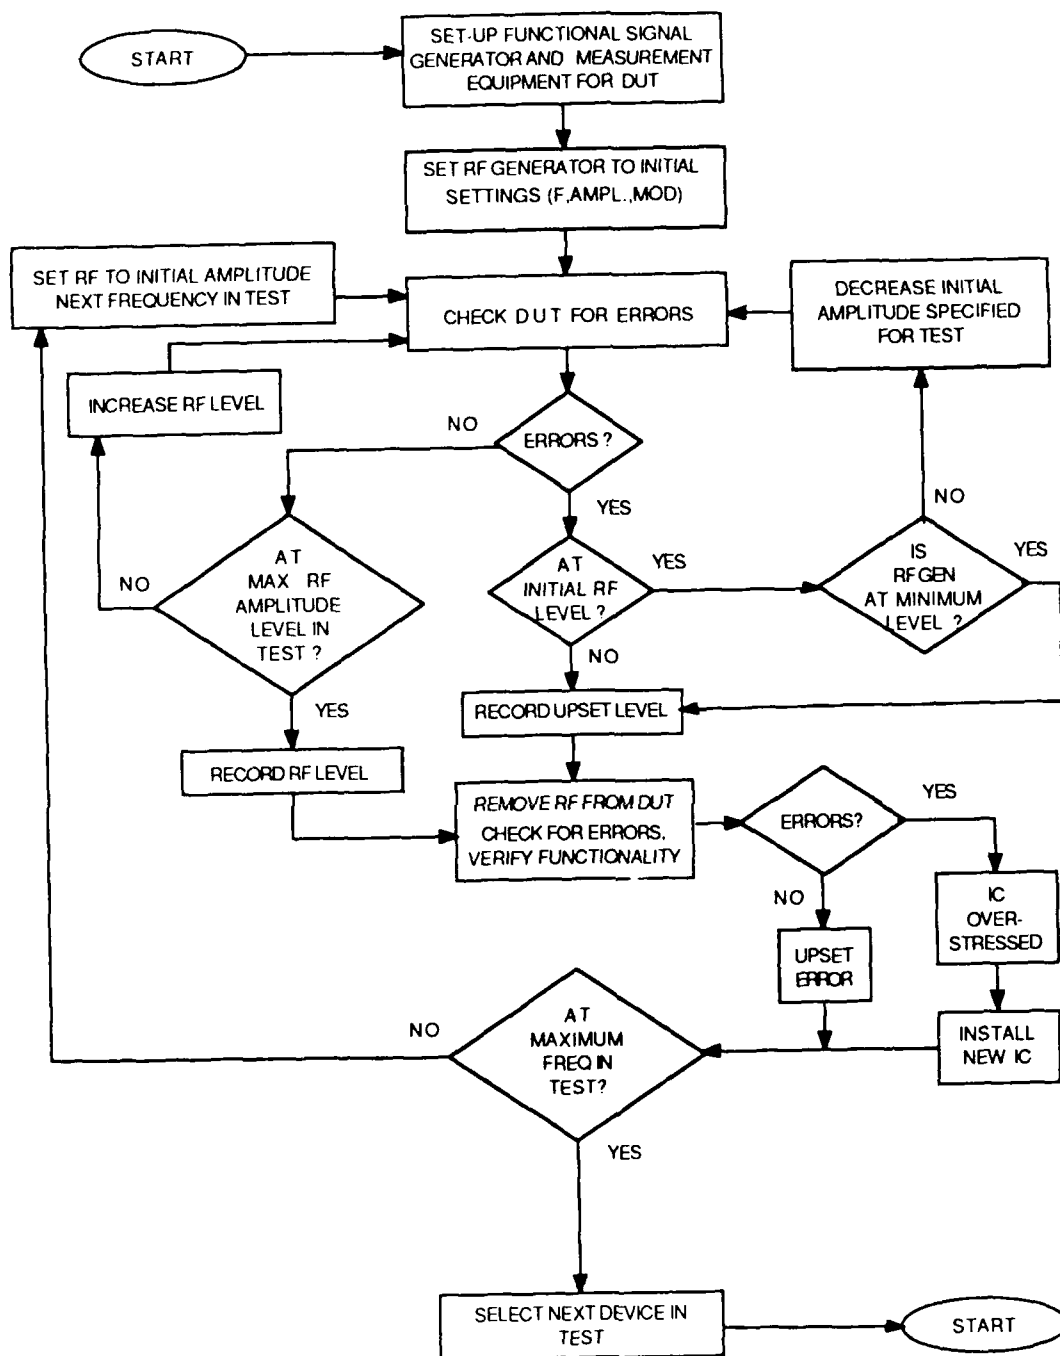 START
SET-UP FUNCTIONAL SIGNAL
GENERATOR AND MEASUREMENT
EQUIPMENT FOR DUT
SET RF GENERATOR TO INITIAL
SETTINGS (F,AMPL.,MOD)
SET RF TO INITIAL AMPLITUDE
NEXT FREQUENCY IN TEST
CHECK DUT FOR ERRORS
DECREASE INITIAL
AMPLITUDE SPECIFIED
FOR TEST
INCREASE RF LEVEL
NO
ERRORS?
YES
NO
AT
MAX RF
AMPLITUDE
LEVEL IN
TEST?
NO
YES
AT
INITIAL RF
LEVEL?
YES
NO
IS
RF GEN
AT MINIMUM
LEVEL ?
YES
RECORD UPSET LEVEL
RECORD RF LEVEL
REMOVE RF FROM DUT
CHECK FOR ERRORS,
VERIFY FUNCTIONALITY
ERRORS?
YES
NO
IC
OVER-
STRESSED
UPSET
ERROR
INSTALL
NEW IC
NO
AT
MAXIMUM
FREQ IN
TEST?
YES
SELECT NEXT DEVICE IN
TEST
START